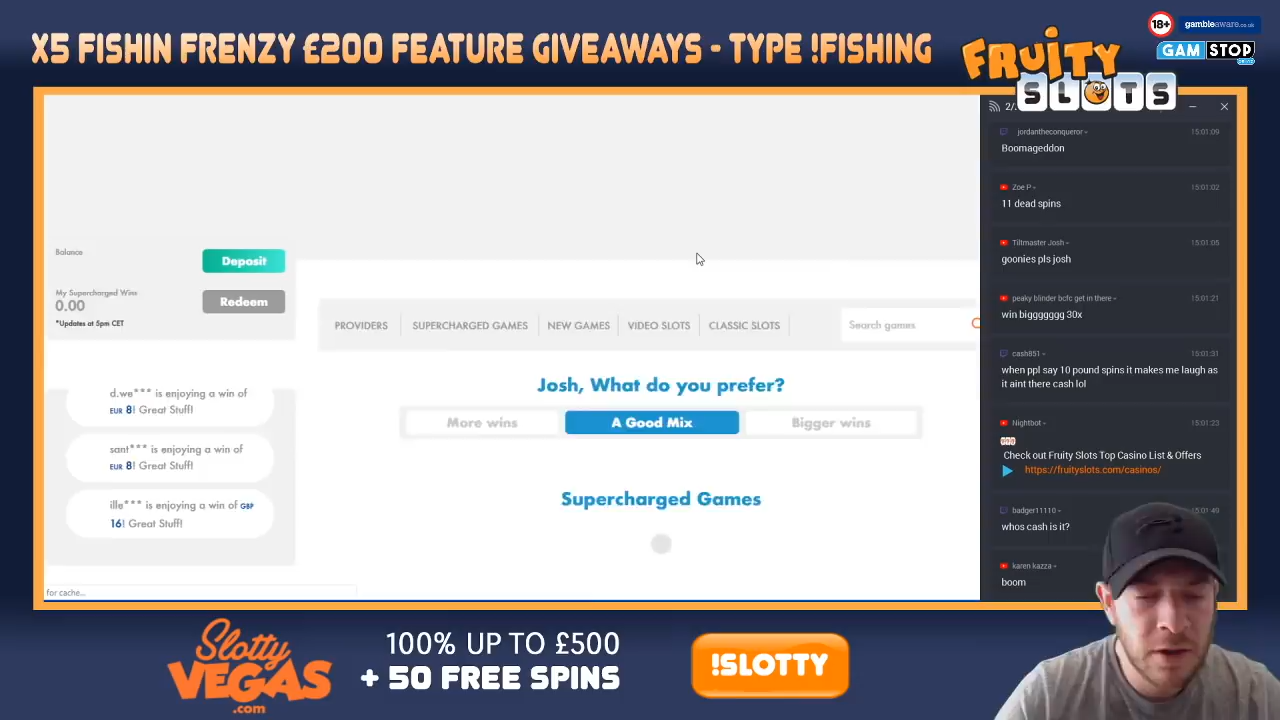 X5 FISHIN FRENZY £200 FEATURE GIVEAWAYS - TYPE !FISHING
FRUITY
SLOTS
18+
gambleaware.co.uk
GAMSTOP
2/
Balance
Deposit
My Supercharged Wins
0.00
Redeem
*Updates at 5pm CET
d.we*** is enjoying a win of
EUR 8! Great Stuff!
sant*** is enjoying a win of
EUR 8! Great Stuff!
ille*** is enjoying a win of GBP
16! Great Stuff!
for cache...
PROVIDERS
SUPERCHARGED GAMES
NEW GAMES
VIDEO SLOTS
CLASSIC SLOTS
Search games
Josh, What do you prefer?
More wins
A Good Mix
Bigger wins
Supercharged Games
jordantheconqueror 15:01:09
Boomageddon
Zoe P 15:01:02
11 dead spins
Tiltmaster Josh 15:01:05
goonies pls josh
peaky blinder bcfc get in there 15:01:21
win biggggggg 30x
cash851 15:01:31
when ppl say 10 pound spins it makes me laugh as
it aint there cash lol
Nightbot 15:01:23
Check out Fruity Slots Top Casino List & Offers
https://fruityslots.com/casinos/
badger11110 15:01:49
whos cash is it?
karen kazza
boom
Slotty
VEGAS
.com
100% UP TO £500
+ 50 FREE SPINS
!SLOTTY